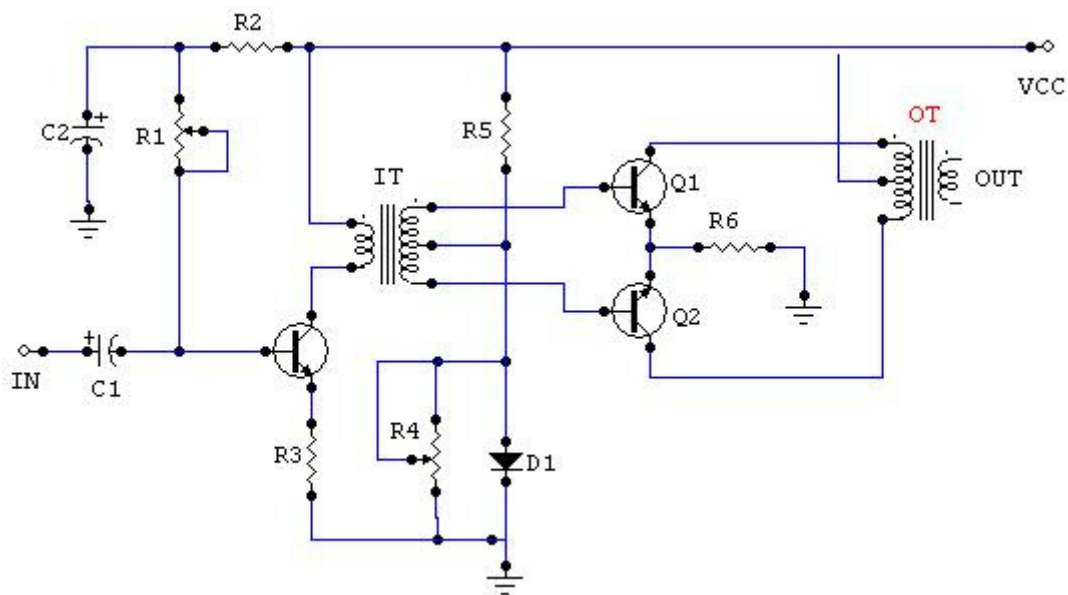 R2
VCC
C2
+
R1
R5
OT
IT
Q1
OUT
R6
Q2
+
IN
C1
R3
R4
D1